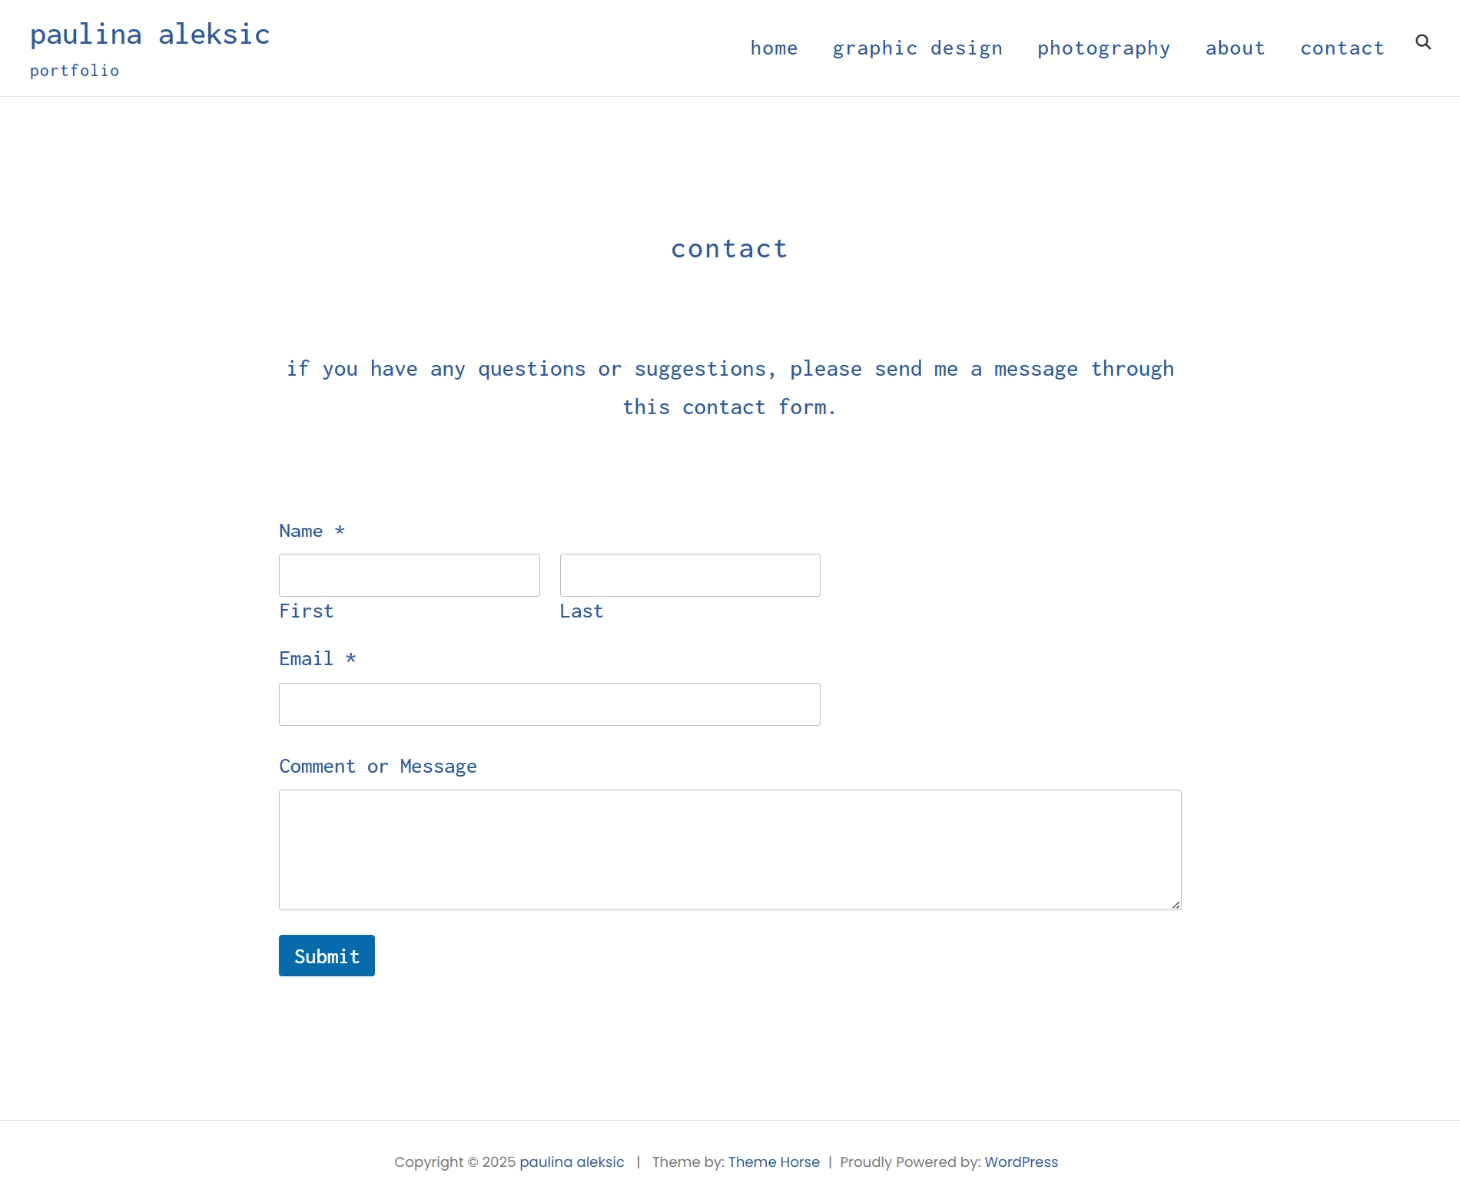 paulina aleksic
portfolio
home graphic design photography about contact
contact
if you have any questions or suggestions, please send me a message through
this contact form.
Name *
First Last
Email *
Comment or Message
Submit
Copyright © 2025 paulina aleksic | Theme by: Theme Horse | Proudly Powered by: WordPress